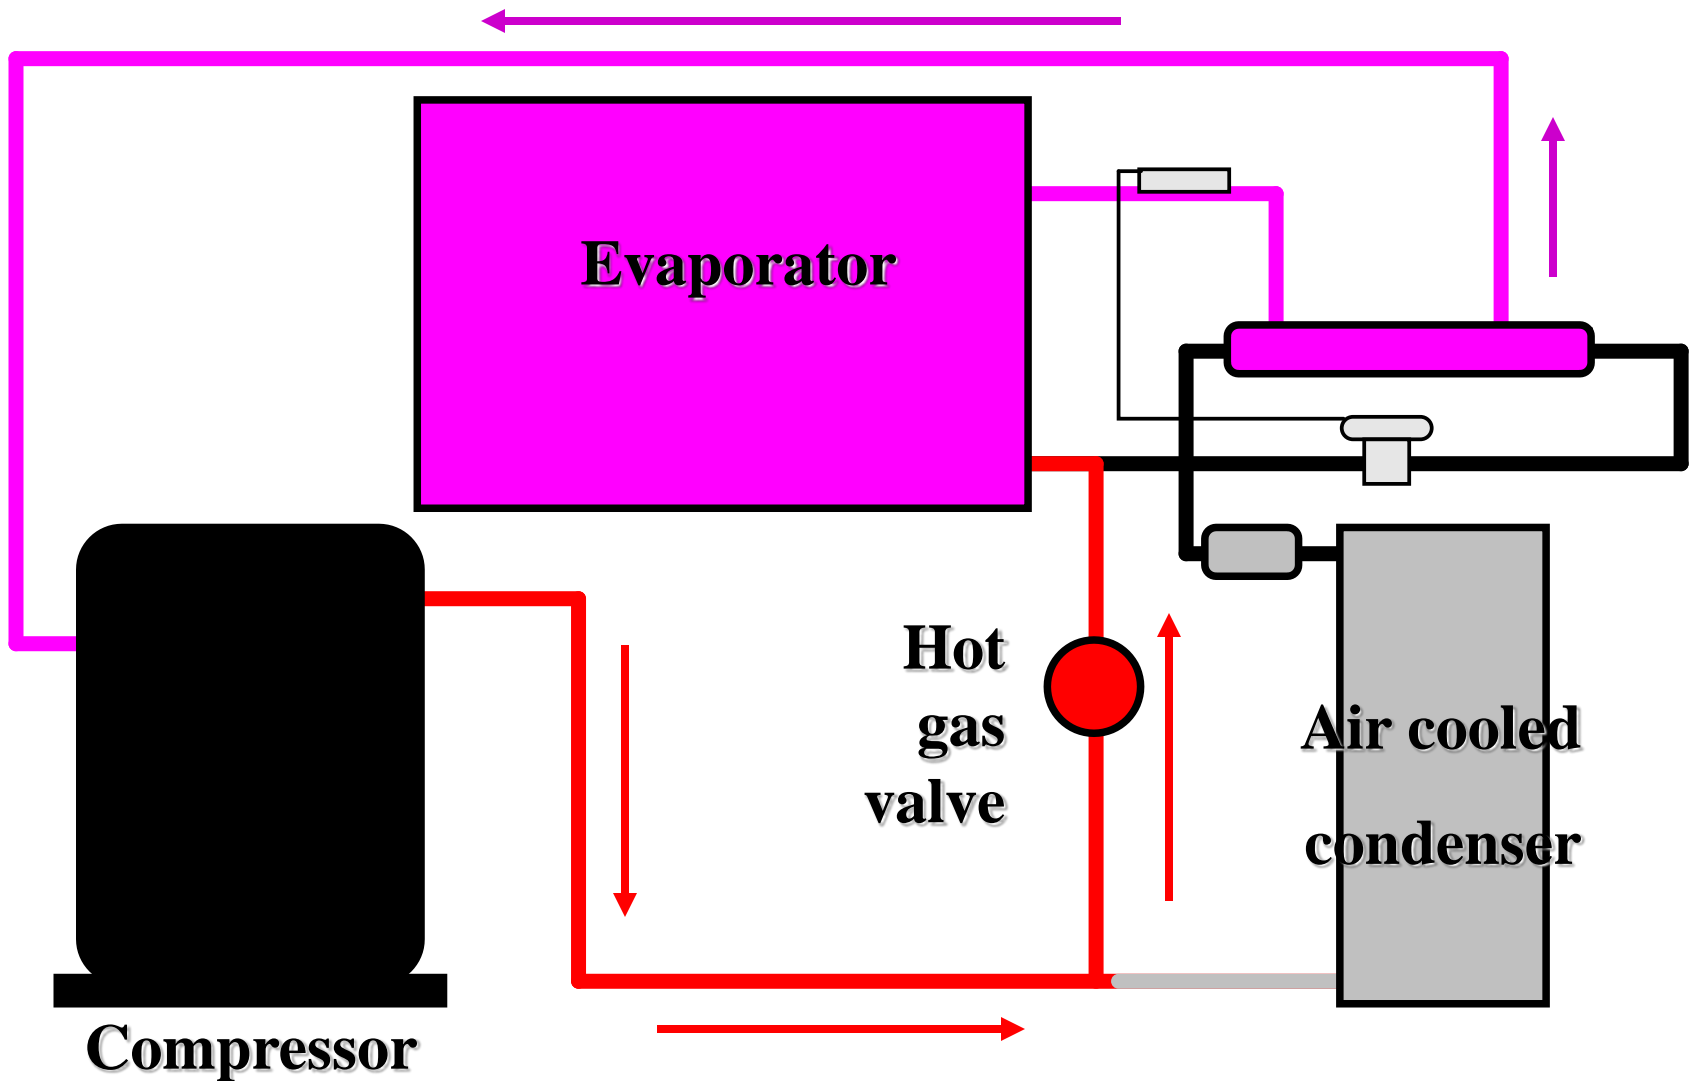 Evaporator
Hot
gas
valve
Air cooled
condenser
Compressor